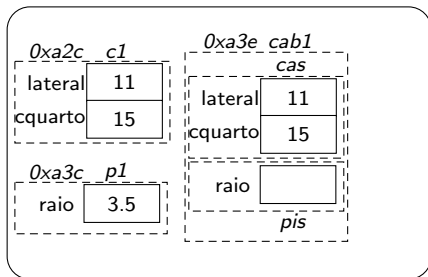 0xa2c c1
lateral 11
cquarto 15
0xa3c p1
raio 3.5
0xa3e cab1
cas
lateral 11
cquarto 15
raio
pis